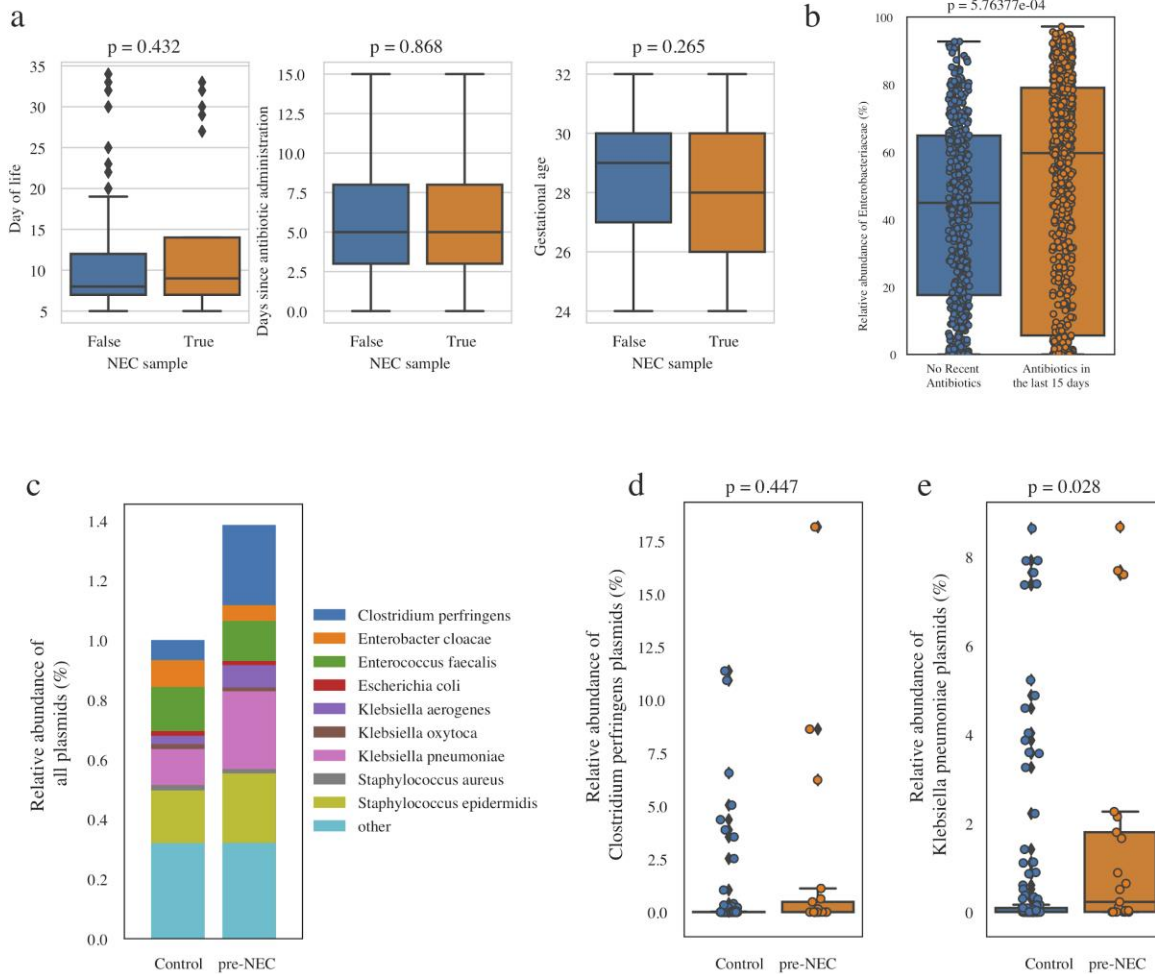 a
p = 0.432
Day of life
35
30
25
20
15
10
5
False
True
NEC sample
p = 0.868
Days since antibiotic administration
15.0
12.5
10.0
7.5
5.0
2.5
0.0
False
True
NEC sample
p = 0.265
Gestational age
32
30
28
26
24
False
True
NEC sample
b
p = 5.76377e-04
Relative abundance of Enterobacteriaceae (%)
100
80
60
40
20
0
No Recent
Antibiotics
Antibiotics in
the last 15 days
c
Relative abundance of
all plasmids (%)
1.4
1.2
1.0
0.8
0.6
0.4
0.2
0.0
Control
pre-NEC
Clostridium perfringens
Enterobacter cloacae
Enterococcus faecalis
Escherichia coli
Klebsiella aerogenes
Klebsiella oxytoca
Klebsiella pneumoniae
Staphylococcus aureus
Staphylococcus epidermidis
other
d
p = 0.447
Relative abundance of
Clostridium perfringens plasmids (%)
17.5
15.0
12.5
10.0
7.5
5.0
2.5
0.0
Control
pre-NEC
e
p = 0.028
Relative abundance of
Klebsiella pneumoniae plasmids (%)
8
6
4
2
0
Control
pre-NEC